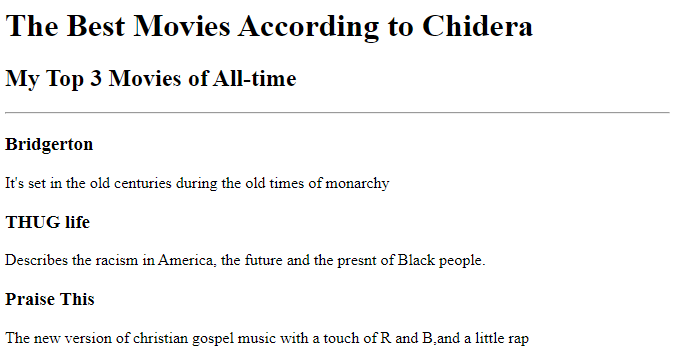 The Best Movies According to Chidera
My Top 3 Movies of All-time
Bridgerton
It's set in the old centuries during the old times of monarchy
THUG life
Describes the racism in America, the future and the presnt of Black people.
Praise This
The new version of christian gospel music with a touch of R and B,and a little rap